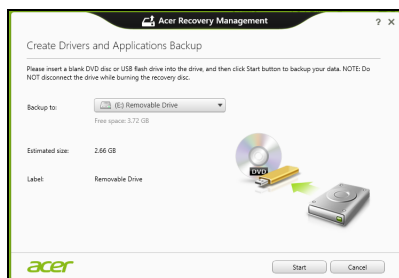 Acer Recovery Management
? ×
Create Drivers and Applications Backup
Please insert a blank DVD disc or USB flash drive into the drive, and then click Start button to backup your data. NOTE: Do
NOT disconnect the drive while burning the recovery disc.
Backup to:
(E:) Removable Drive
Free space: 3.72 GB
Estimated size:
2.66 GB
DVD
Label:
Removable Drive
acer
Start
Cancel